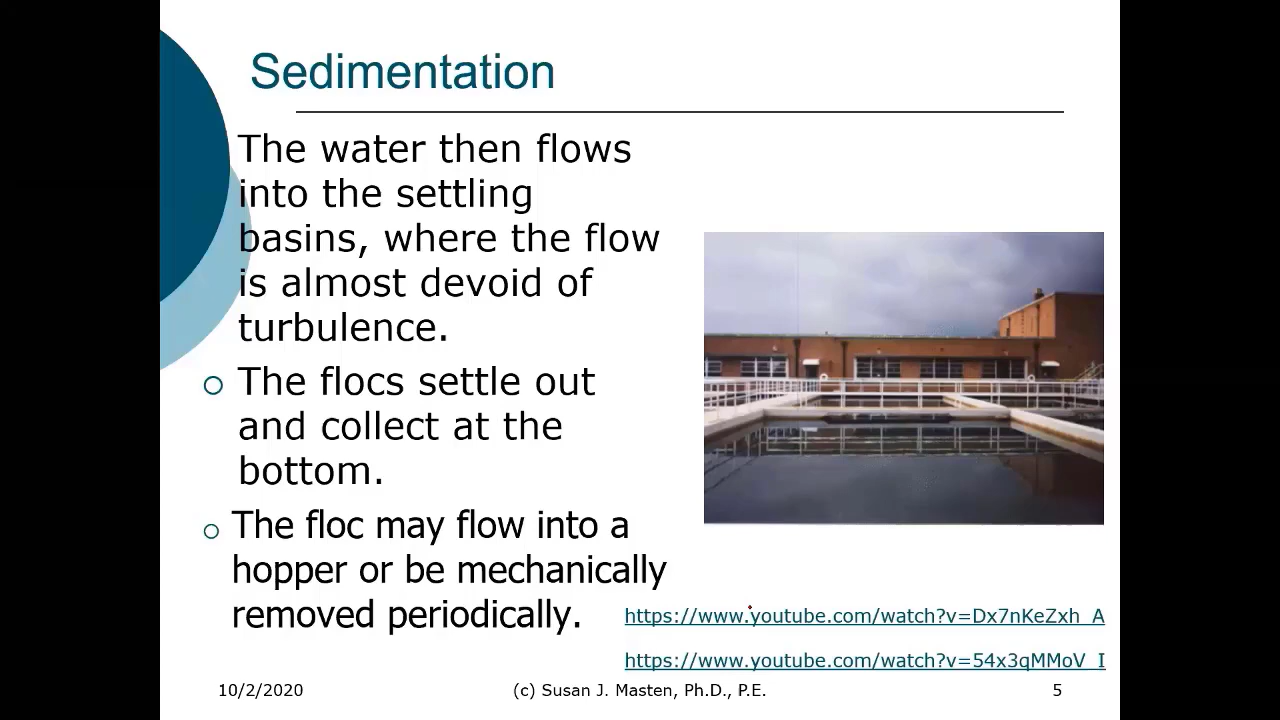 Sedimentation
The water then flows
into the settling
basins, where the flow
is almost devoid of
turbulence.
The flocs settle out
and collect at the
bottom.
The floc may flow into a
hopper or be mechanically
removed periodically.
https://www.youtube.com/watch?v=Dx7nKeZxh_A
https://www.youtube.com/watch?v=54x3qMMoV_I
10/2/2020
(c) Susan J. Masten, Ph.D., P.E.
5